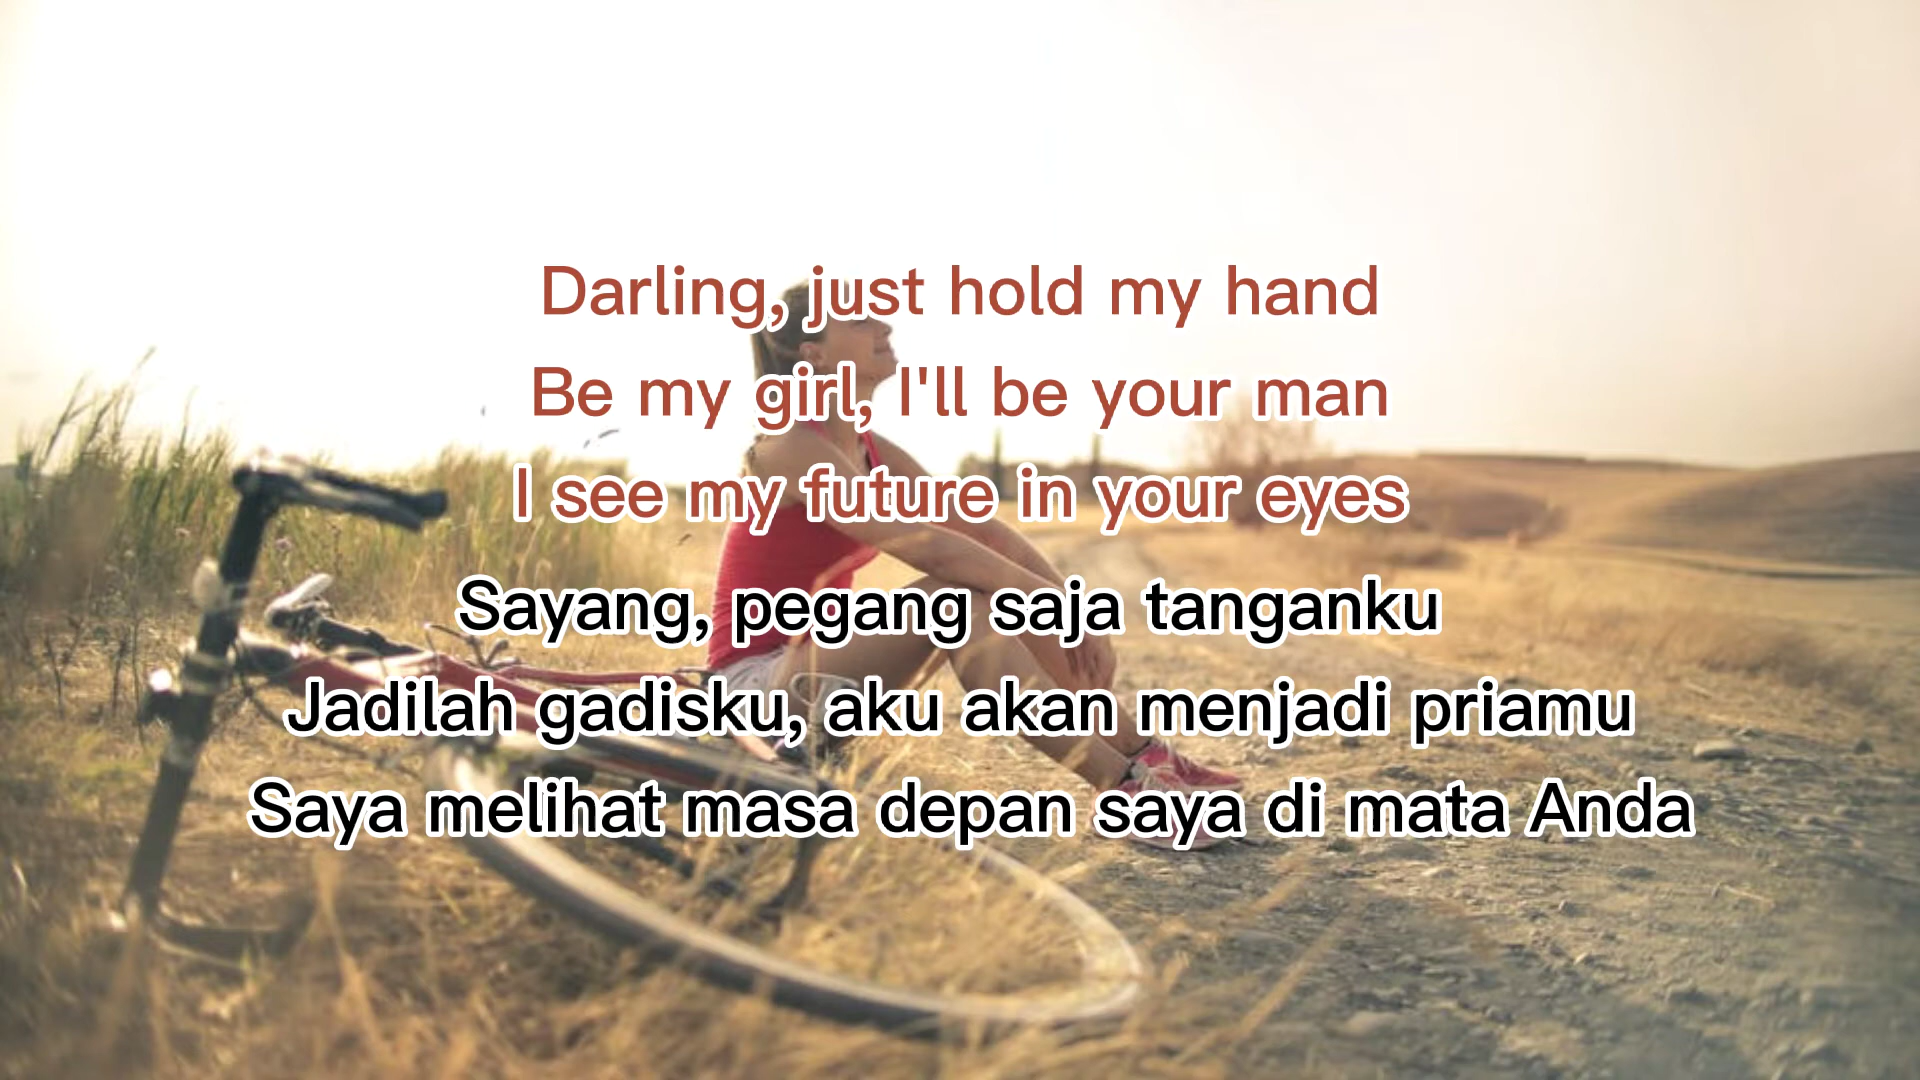 Darling, just hold my hand
Be my girl, I'll be your man
I see my future in your eyes
Sayang, pegang saja tanganku
Jadilah gadisku, aku akan menjadi priamu
Saya melihat masa depan saya di mata Anda